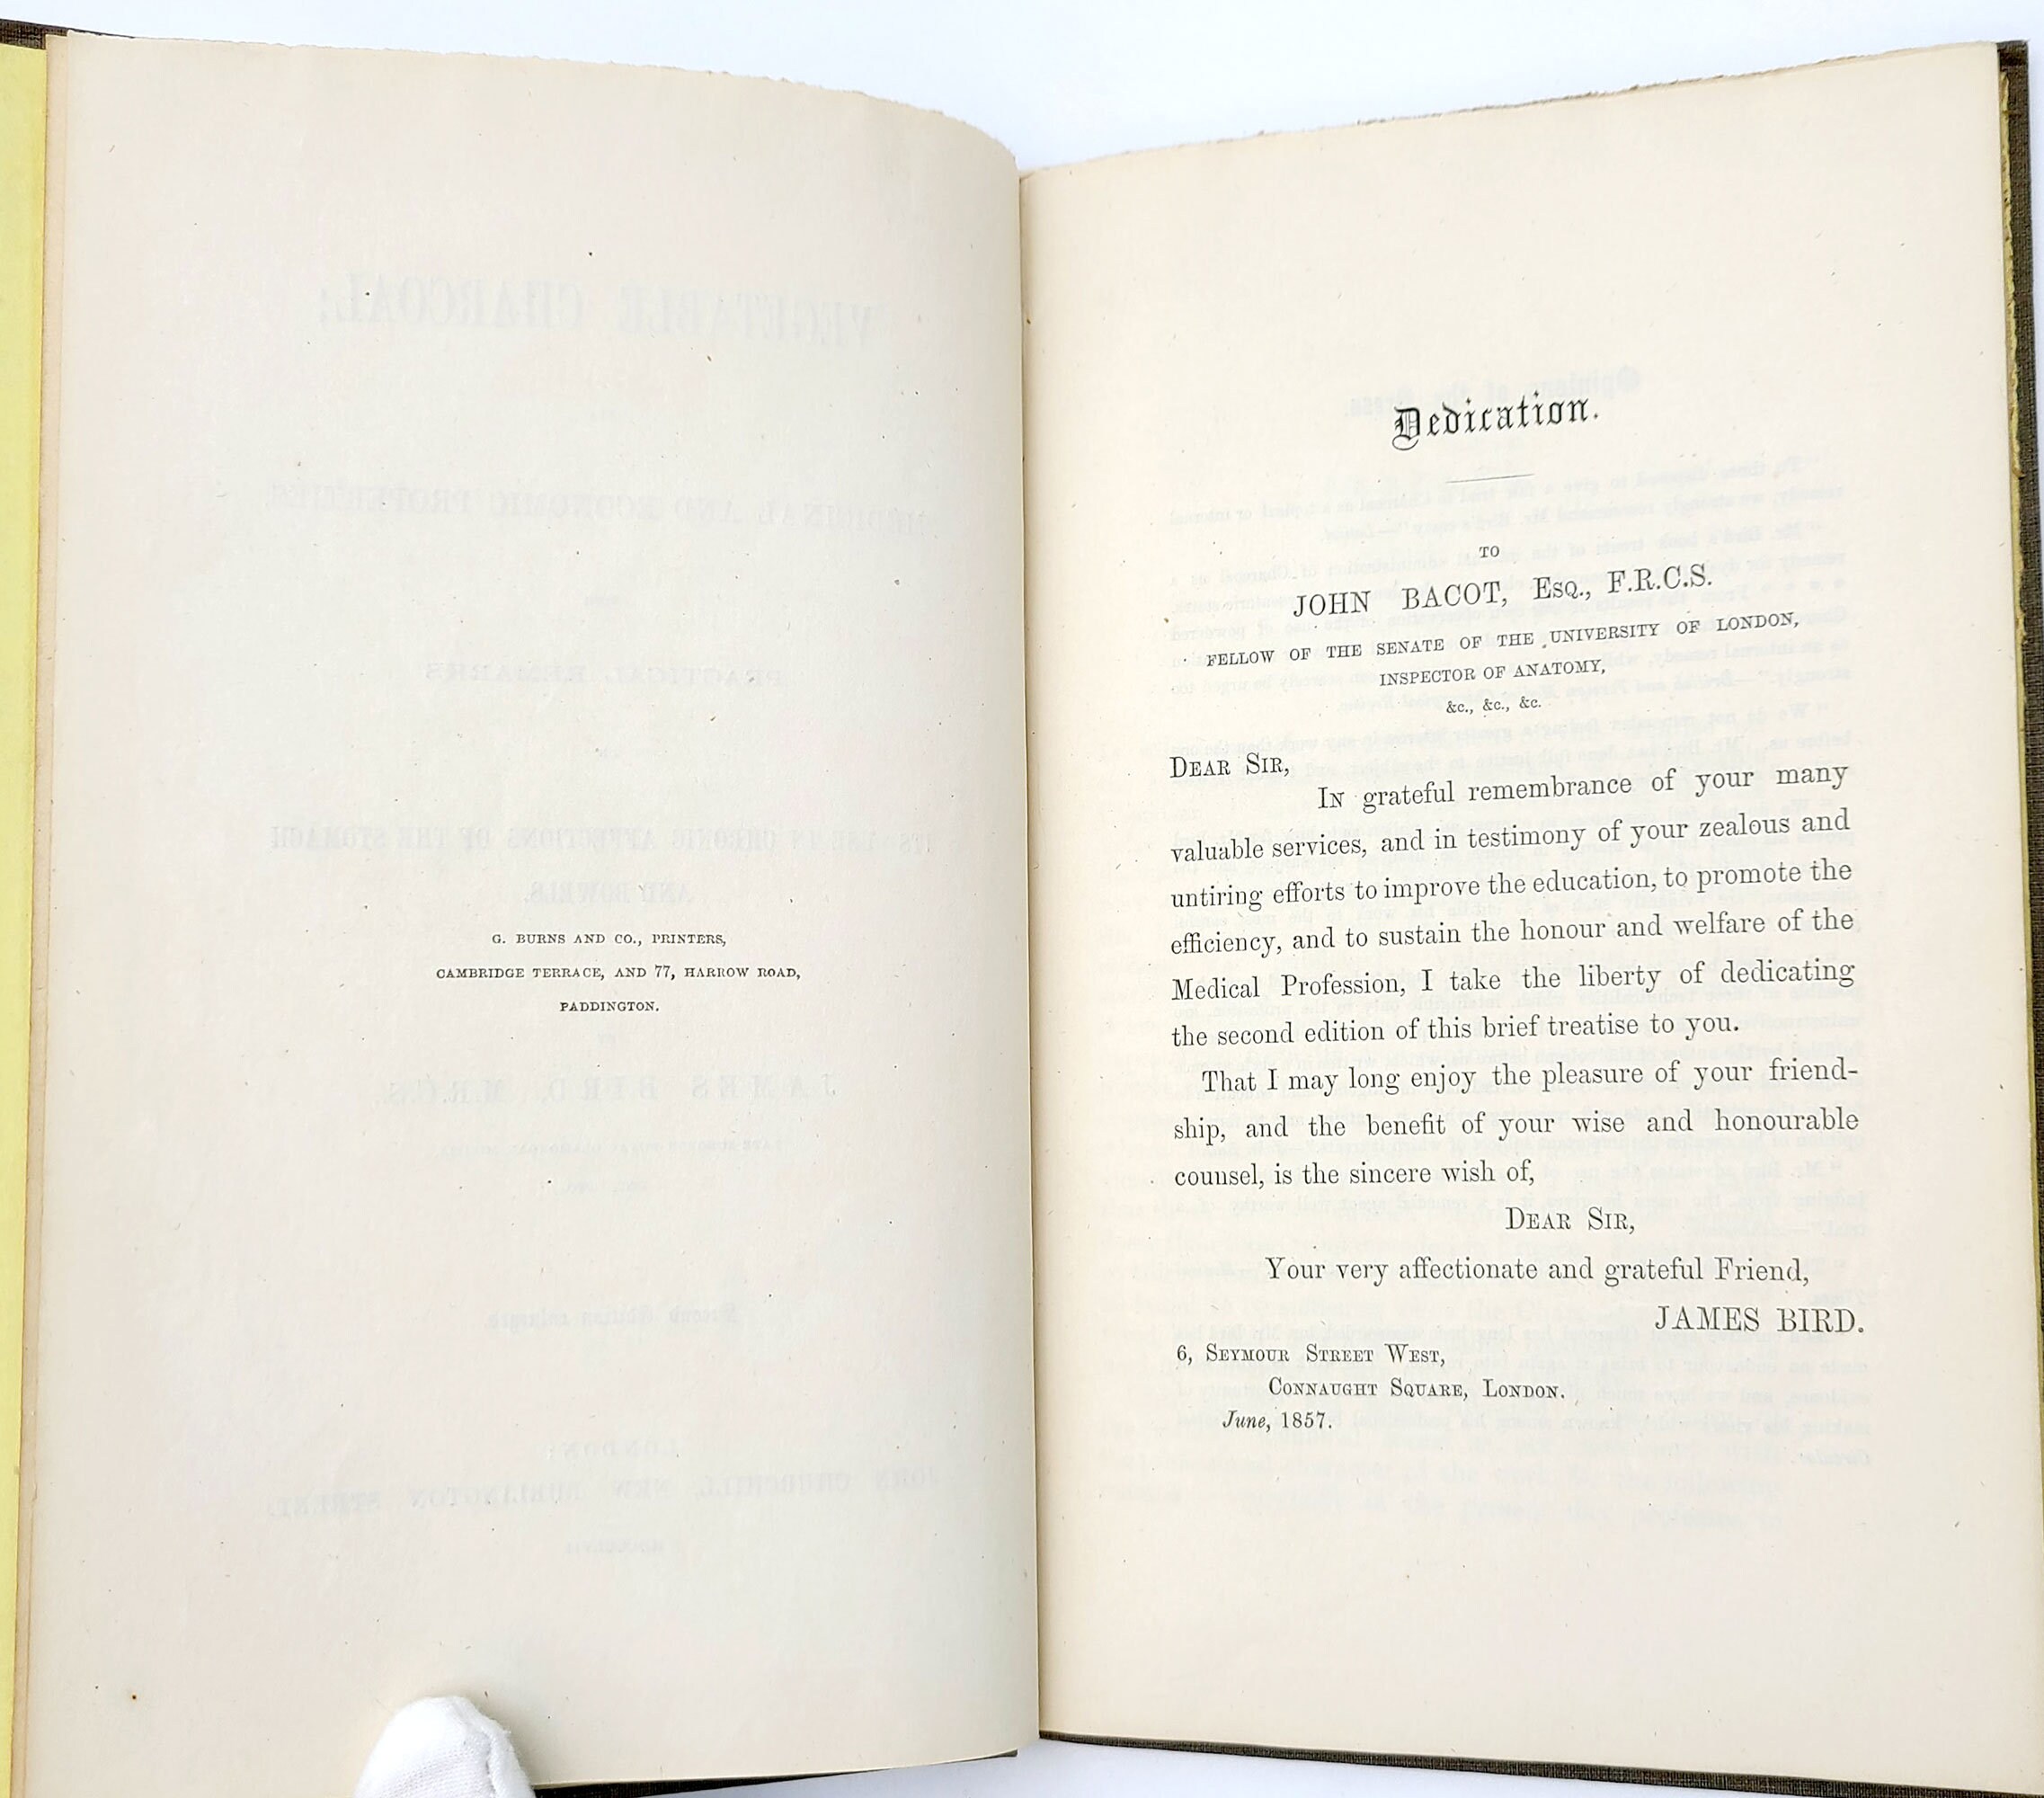 G. BURNS AND CO., PRINTERS,
CAMBRIDGE TERRACE, AND 77, HARROW ROAD,
PADDINGTON.
Dedication.
TO
JOHN BACOT, ESQ., F.R.C.S.
FELLOW OF THE SENATE OF THE UNIVERSITY OF LONDON,
INSPECTOR OF ANATOMY,
&c., &c., &c.
DEAR SIR,
IN grateful remembrance of your many
valuable services, and in testimony of your zealous and
untiring efforts to improve the education, to promote the
efficiency, and to sustain the honour and welfare of the
Medical Profession, I take the liberty of dedicating
the second edition of this brief treatise to you.
That I may long enjoy the pleasure of your friend-
ship, and the benefit of your wise and honourable
counsel, is the sincere wish of,
DEAR SIR,
Your very affectionate and grateful Friend,
JAMES BIRD.
6, SEYMOUR STREET WEST,
CONNAUGHT SQUARE, LONDON.
June, 1857.